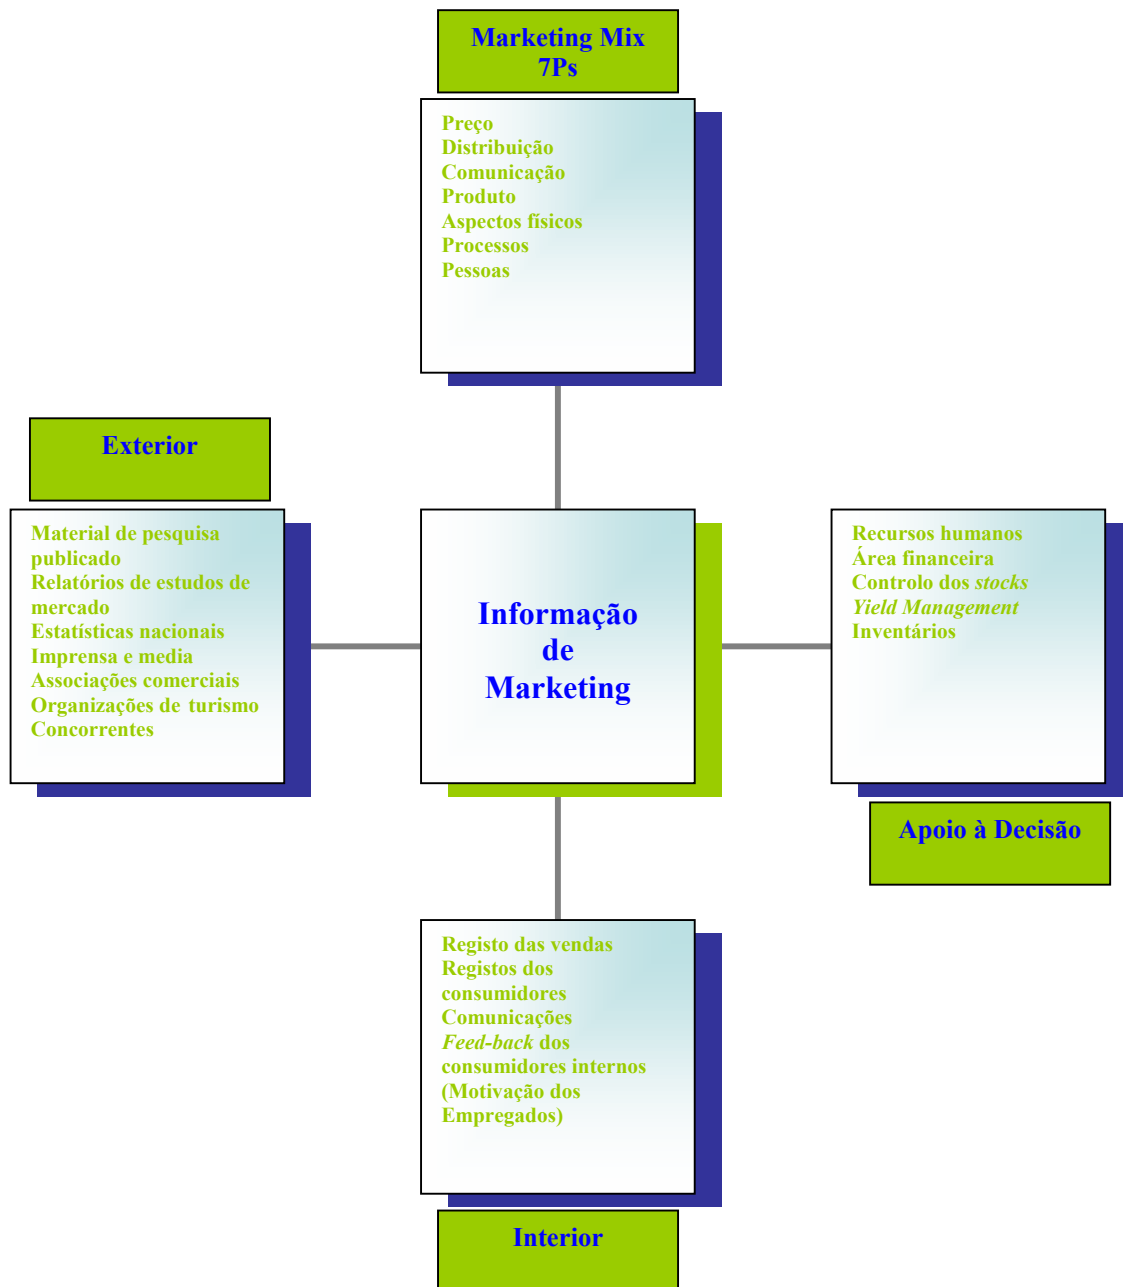 Marketing Mix
7Ps
Preço
Distribuição
Comunicação
Produto
Aspectos físicos
Processos
Pessoas
Exterior
Material de pesquisa
publicado
Relatórios de estudos de
mercado
Estatísticas nacionais
Imprensa e media
Associações comerciais
Organizações de turismo
Concorrentes
Informação
de
Marketing
Recursos humanos
Área financeira
Controlo dos stocks
Yield Management
Inventários
Apoio à Decisão
Registo das vendas
Registos dos
consumidores
Comunicações
Feed-back dos
consumidores internos
(Motivação dos
Empregados)
Interior